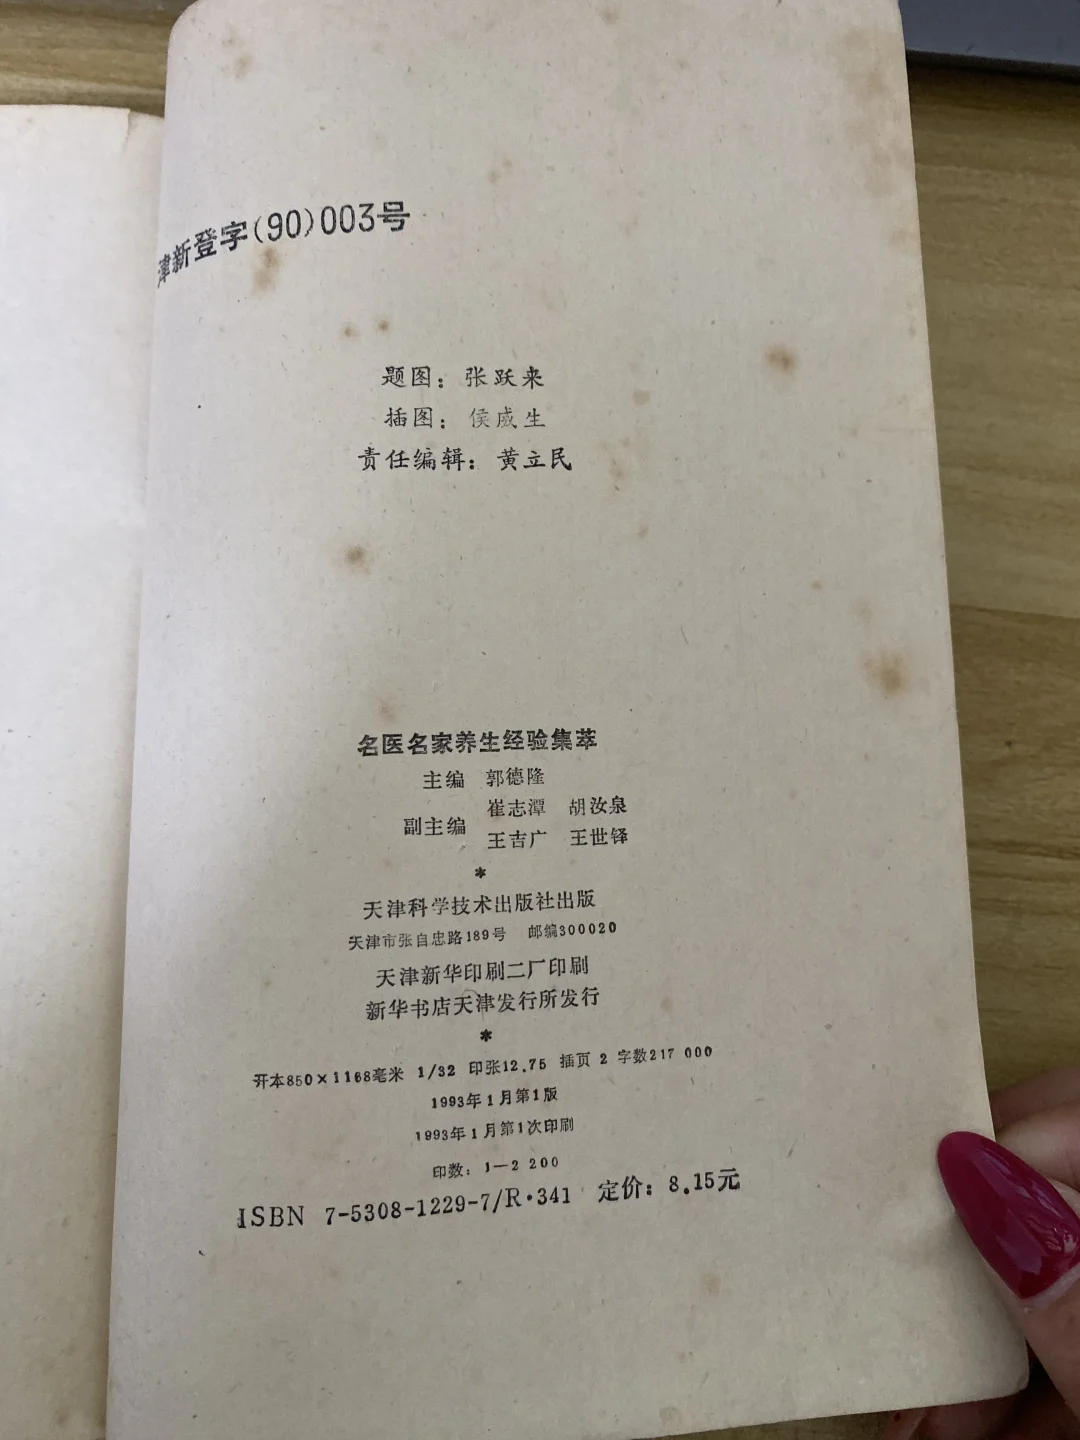 津新登字(90)003号
题图：张跃来
插图：侯威生
责任编辑：黄立民
名医名家养生经验集萃
主编 郭德隆
副主编 崔志潭 胡汝泉
王吉广 王世铎
*
天津科学技术出版社出版
天津市张自忠路189号 邮编300020
天津新华印刷二厂印刷
新华书店天津发行所发行
*
开本850×1168毫米 1/32 印张12.75 插页 2 字数217 000
1993年1月第1版
1993年1月第1次印刷
印数：1—2 200
ISBN 7-5308-1229-7/R·341 定价：8.15元